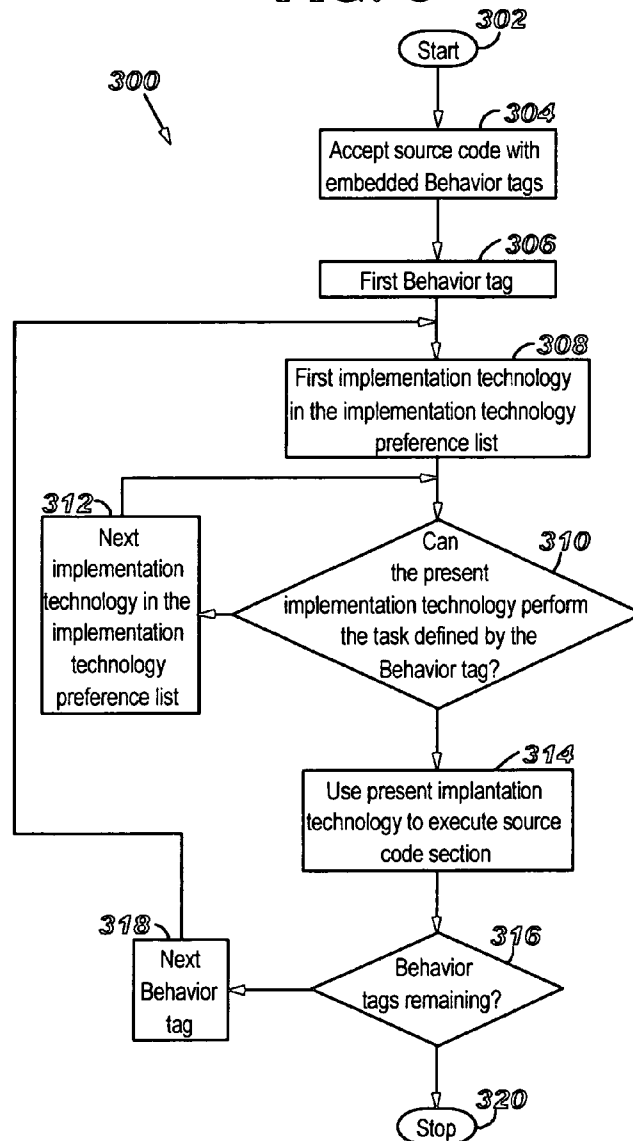 302
Start
300
304
Accept source code with
embedded Behavior tags
306
First Behavior tag
308
First implementation technology
in the implementation technology
preference list
312
Next
implementation
technology in the
implementation
technology
preference list
310
Can
the present
implementation technology perform
the task defined by the
Behavior tag?
314
Use present implantation
technology to execute source
code section
318
Next
Behavior
tag
316
Behavior
tags remaining?
320
Stop